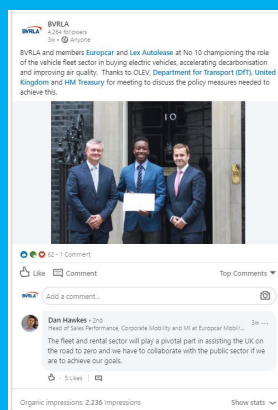 BVRLA
BVRLA
4,264 followers
3w • Anyone
BVRLA and members Europcar and Lex Autolease at No 10 championing the role
of the vehicle fleet sector in buying electric vehicles, accelerating decarbonisation
and improving air quality. Thanks to OLEV, Department for Transport (DfT), United
Kingdom and HM Treasury for meeting to discuss the policy measures needed to
achieve this.
10
62 • 1 Comment
Like Comment Top Comments
BVRLA Add a comment...
Dan Hawkes • 2nd 3w ...
Head of Sales Performance, Corporate Mobility and MI at Europcar Mobili...
The fleet and rental sector will play a pivotal part in assisting the UK on
the road to zero and we have to collaborate with the public sector if we
are to achieve our goals.
5 Likes
Organic impressions: 2,236 Impressions Show stats